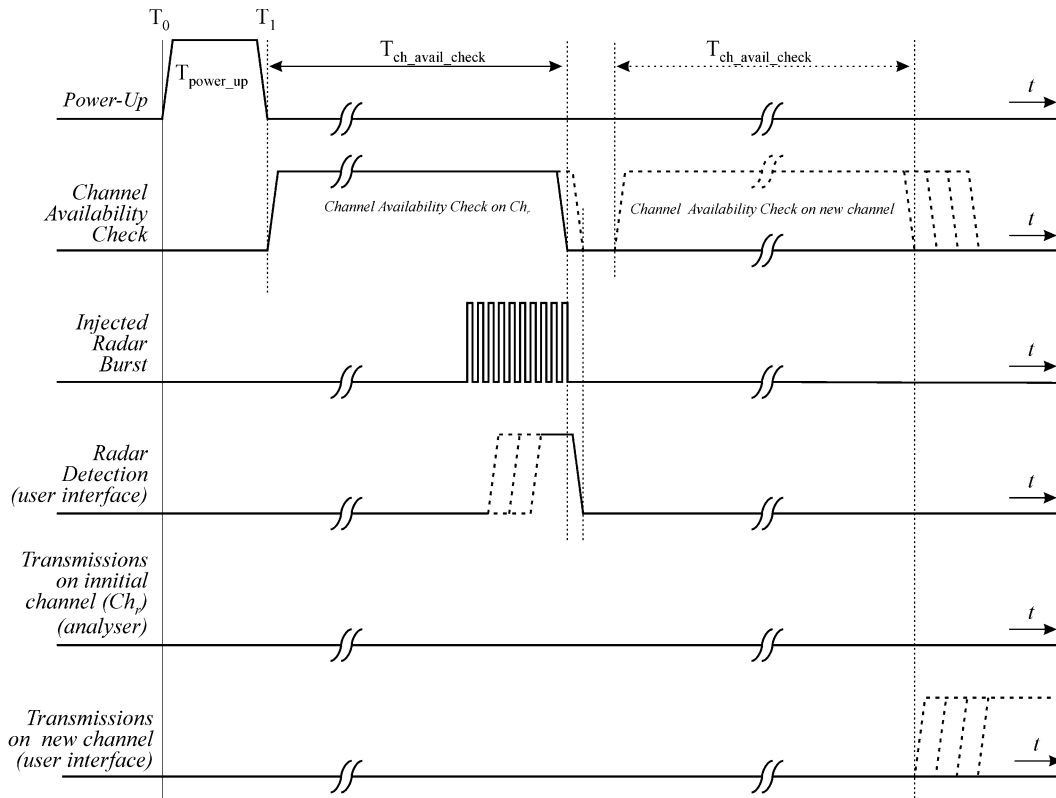 T0 T1
Tch_avail_check
Tch_avail_check
Tpower_up
Power-Up
t
Channel
Availability
Check
Channel Availability Check on Chr
Channel Availability Check on new channel
t
Injected
Radar
Burst
t
Radar
Detection
(user interface)
t
Transmissions
on innitial
channel (Chr)
(analyser)
t
Transmissions
on new channel
(user interface)
t